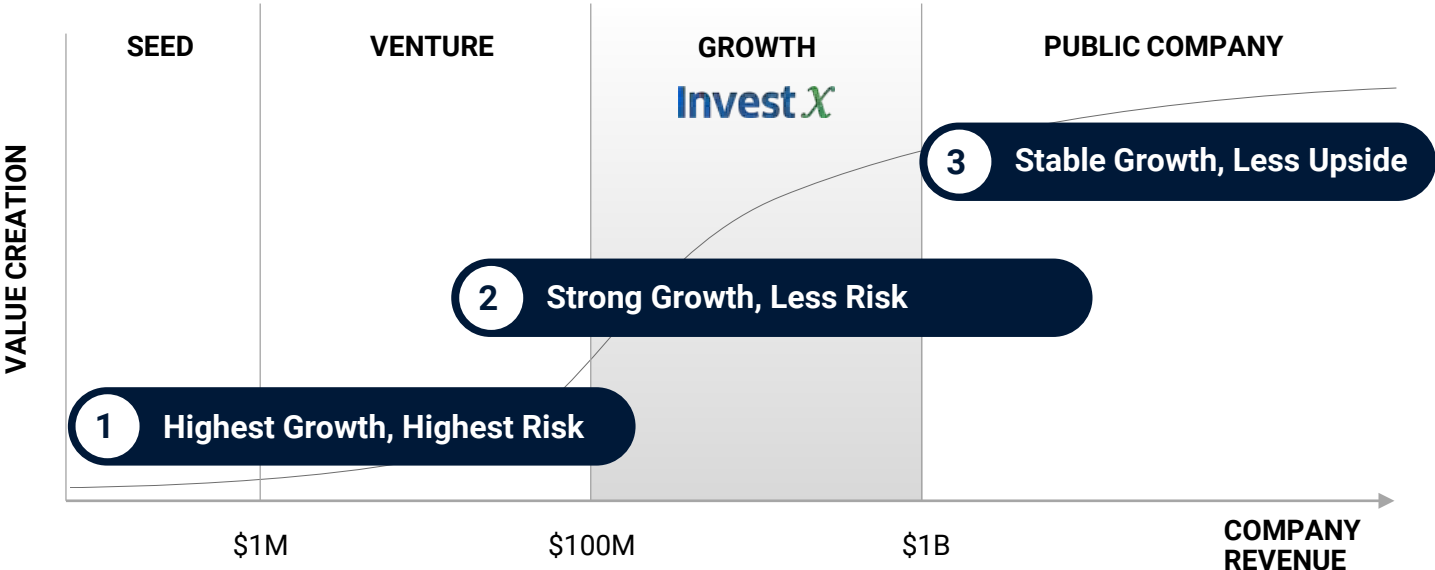 SEED
VENTURE
GROWTH
PUBLIC COMPANY
InvestX
VALUE CREATION
3 Stable Growth, Less Upside
2 Strong Growth, Less Risk
1 Highest Growth, Highest Risk
$1M
$100M
$1B
COMPANY
REVENUE